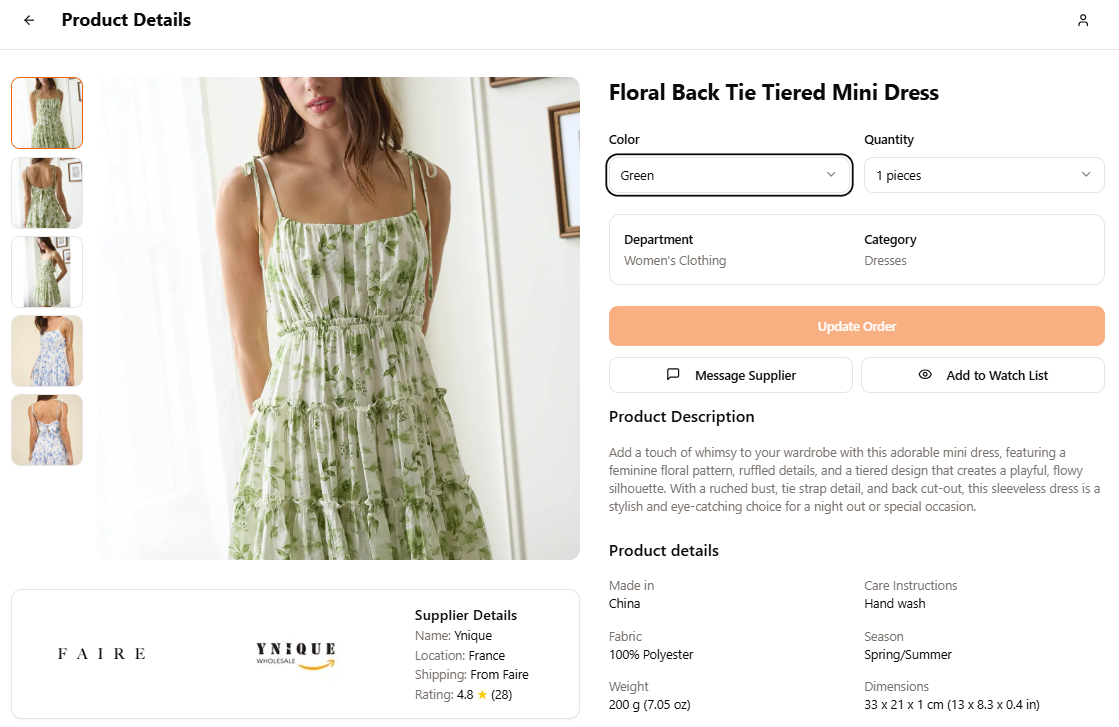 Product Details
Floral Back Tie Tiered Mini Dress
Color
Quantity
Green
1 pieces
Department
Category
Women's Clothing
Dresses
Update Order
Message Supplier
Add to Watch List
Product Description
Add a touch of whimsy to your wardrobe with this adorable mini dress, featuring a
feminine floral pattern, ruffled details, and a tiered design that creates a playful, flowy
silhouette. With a ruched bust, tie strap detail, and back cut-out, this sleeveless dress is a
stylish and eye-catching choice for a night out or special occasion.
Product details
Made in
Care Instructions
China
Hand wash
Fabric
Season
100% Polyester
Spring/Summer
Weight
Dimensions
200 g (7.05 oz)
33 x 21 x 1 cm (13 x 8.3 x 0.4 in)
FAIRE
YNIQUE
WHOLESALE
Supplier Details
Name: Ynique
Location: France
Shipping: From Faire
Rating: 4.8 ★ (28)